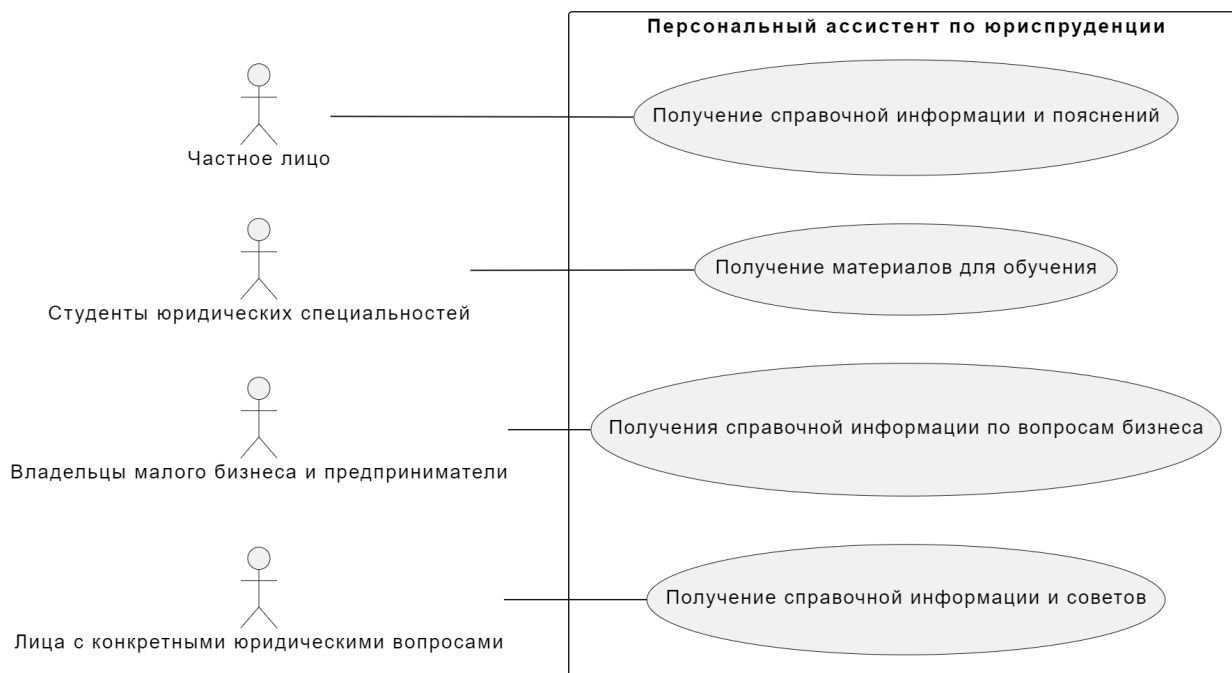 Персональный ассистент по юриспруденции
Получение справочной информации и пояснений
Частное лицо
Получение материалов для обучения
Студенты юридических специальностей
Получения справочной информации по вопросам бизнеса
Владельцы малого бизнеса и предприниматели
Получение справочной информации и советов
Лица с конкретными юридическими вопросами